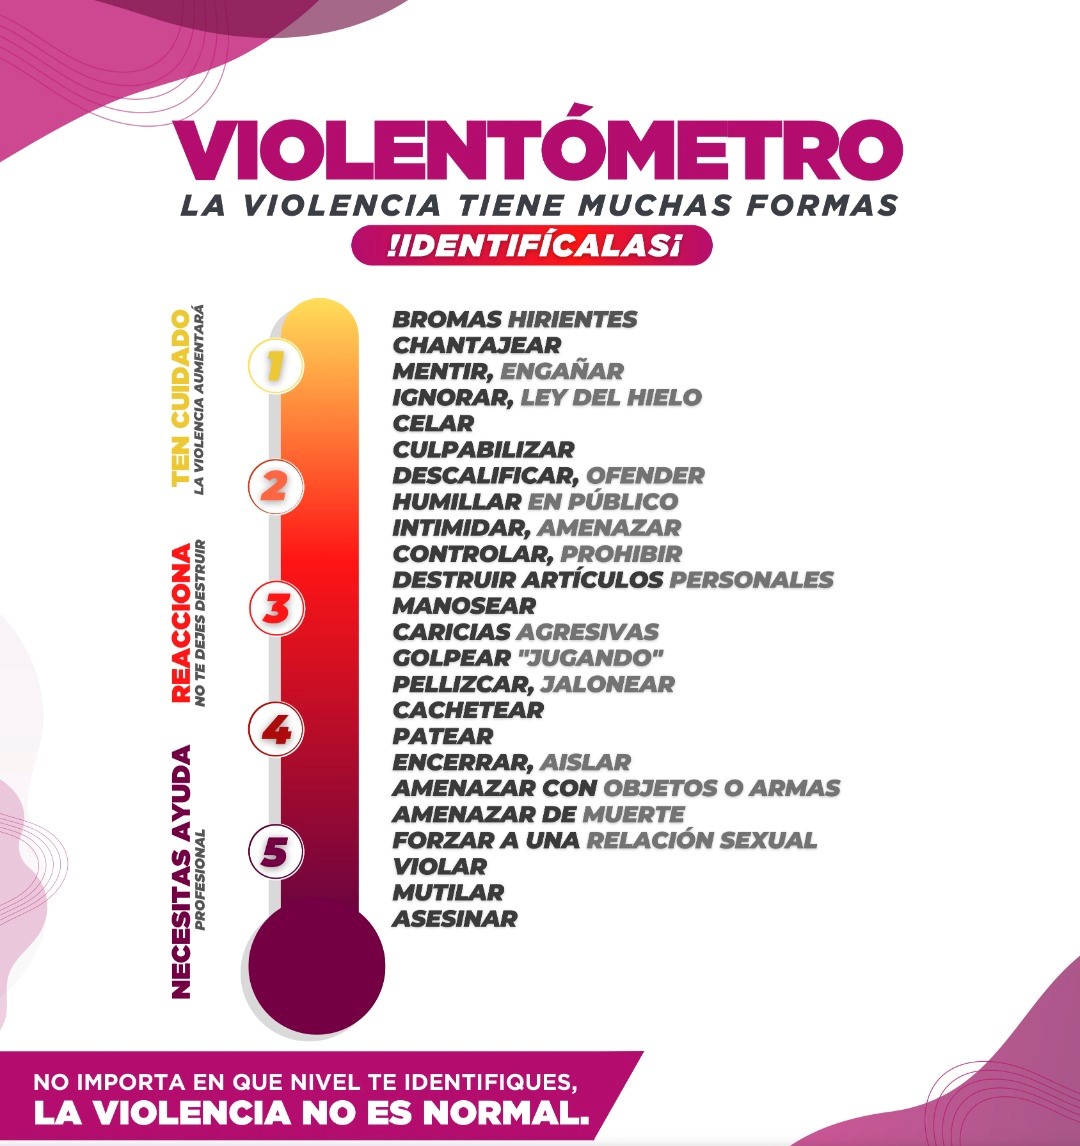 VIOLENTÓMETRO
LA VIOLENCIA TIENE MUCHAS FORMAS
!IDENTIFÍCALAS¡
TEN CUIDADO
LA VIOLENCIA AUMENTARÁ
REACCIONA
NO TE DEJES DESTRUIR
NECESITAS AYUDA
PROFESIONAL
1
2
3
4
5
BROMAS HIRIENTES
CHANTAJEAR
MENTIR, ENGAÑAR
IGNORAR, LEY DEL HIELO
CELAR
CULPABILIZAR
DESCALIFICAR, OFENDER
HUMILLAR EN PÚBLICO
INTIMIDAR, AMENAZAR
CONTROLAR, PROHIBIR
DESTRUIR ARTÍCULOS PERSONALES
MANOSEAR
CARICIAS AGRESIVAS
GOLPEAR "JUGANDO"
PELLIZCAR, JALONEAR
CACHETEAR
PATEAR
ENCERRAR, AISLAR
AMENAZAR CON OBJETOS O ARMAS
AMENAZAR DE MUERTE
FORZAR A UNA RELACIÓN SEXUAL
VIOLAR
MUTILAR
ASESINAR
NO IMPORTA EN QUE NIVEL TE IDENTIFIQUES,
LA VIOLENCIA NO ES NORMAL.